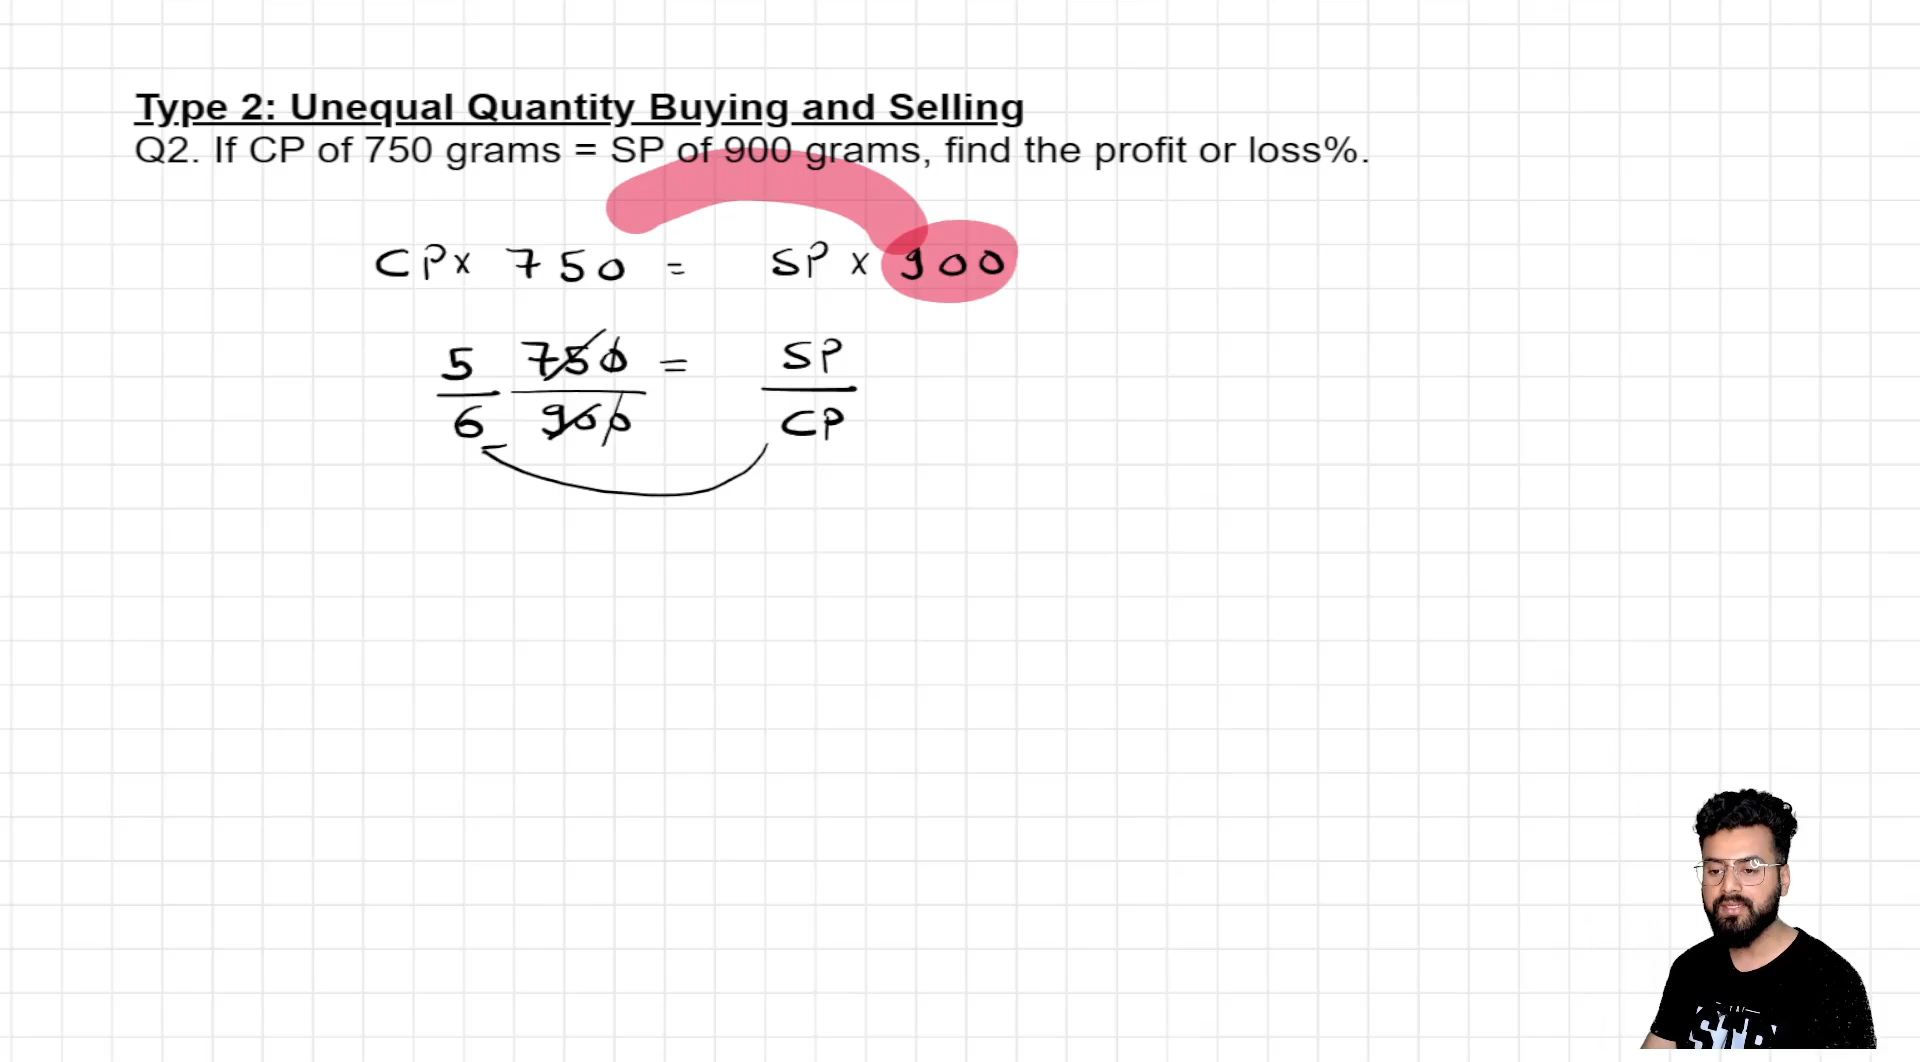 Type 2: Unequal Quantity Buying and Selling
Q2. If CP of 750 grams = SP of 900 grams, find the profit or loss%.
CP x 750 = SP x 900
5/6 750/900 = SP/CP